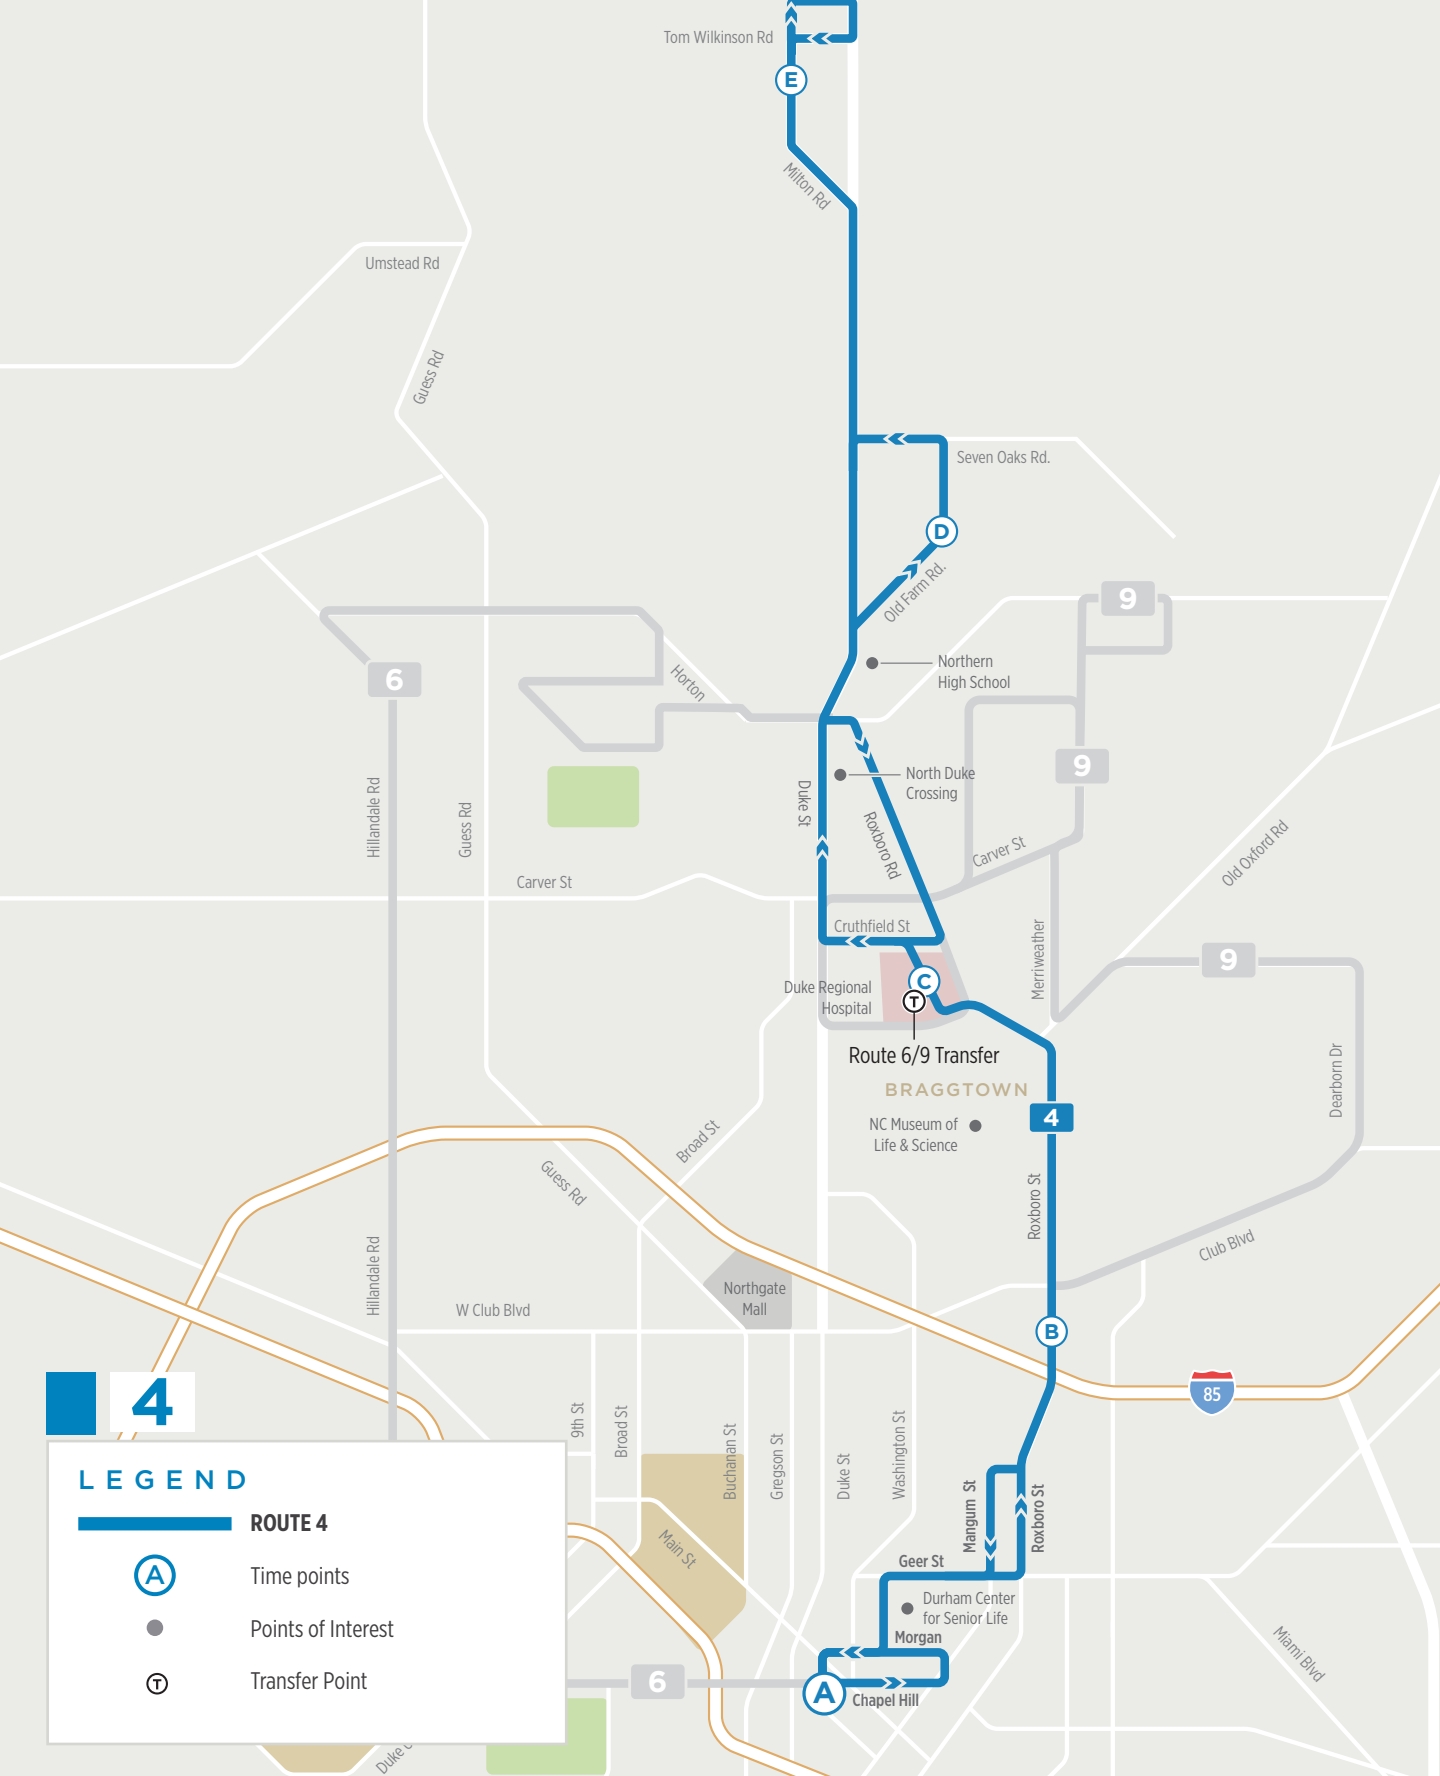 Tom Wilkinson Rd
E
Milton Rd
Umstead Rd
Guess Rd
Seven Oaks Rd.
D
Old Farm Rd.
9
Northern
High School
6
Horton
9
North Duke
Crossing
Duke St
Roxboro Rd
Hillandale Rd
Guess Rd
Carver St
Old Oxford Rd
Carver St
Cruthfield St
Merriweather
9
C
Duke Regional
Hospital
T
Route 6/9 Transfer
BRAGGTOWN
4
NC Museum of
Life & Science
Dearborn Dr
Broad St
Guess Rd
Roxboro St
Club Blvd
Hillandale Rd
Northgate
Mall
W Club Blvd
B
85
4
9th St
Broad St
Buchanan St
Gregson St
Duke St
Washington St
Mangum St
Roxboro St
LEGEND
ROUTE 4
A
Time points
Points of Interest
T
Transfer Point
Main St
Geer St
Durham Center
for Senior Life
Morgan
Miami Blvd
6
A
Chapel Hill
Duke